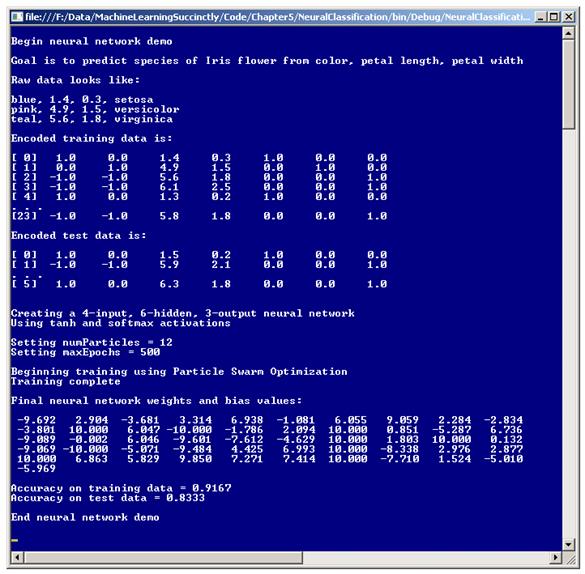 file:///F:/Data/MachineLearningSuccinctly/Code/Chapter5/NeuralClassification/bin/Debug/NeuralClassificati...
Begin neural network demo
Goal is to predict species of Iris flower from color, petal length, petal width
Raw data looks like:
blue, 1.4, 0.3, setosa
pink, 4.9, 1.5, versicolor
teal, 5.6, 1.8, virginica
Encoded training data is:
[ 0] 1.0 0.0 1.4 0.3 1.0 0.0 0.0
[ 1] 0.0 1.0 4.9 1.5 0.0 1.0 0.0
[ 2] -1.0 -1.0 5.6 1.8 0.0 0.0 1.0
[ 3] -1.0 -1.0 6.1 2.5 0.0 0.0 1.0
[ 4] 1.0 0.0 1.3 0.2 1.0 0.0 0.0
. . .
[23] -1.0 -1.0 5.8 1.8 0.0 0.0 1.0
Encoded test data is:
[ 0] 1.0 0.0 1.5 0.2 1.0 0.0 0.0
[ 1] -1.0 -1.0 5.9 2.1 0.0 0.0 1.0
. . .
[ 5] 1.0 0.0 6.3 1.8 0.0 0.0 1.0
Creating a 4-input, 6-hidden, 3-output neural network
Using tanh and softmax activations
Setting numParticles = 12
Setting maxEpochs = 500
Beginning training using Particle Swarm Optimization
Training complete
Final neural network weights and bias values:
-9.692 2.904 -3.681 3.314 6.938 -1.081 6.055 9.059 2.284 -2.834
-3.801 10.000 6.047 -10.000 -1.786 2.094 10.000 0.851 -5.287 6.736
-9.089 -0.002 6.046 -9.601 -7.612 -4.629 10.000 1.803 10.000 0.132
-9.069 -10.000 -5.071 -9.484 4.425 6.993 10.000 -8.338 2.976 2.877
10.000 6.863 5.829 9.850 7.271 7.414 10.000 -7.710 1.524 -5.010
-5.969
Accuracy on training data = 0.9167
Accuracy on test data = 0.8333
End neural network demo